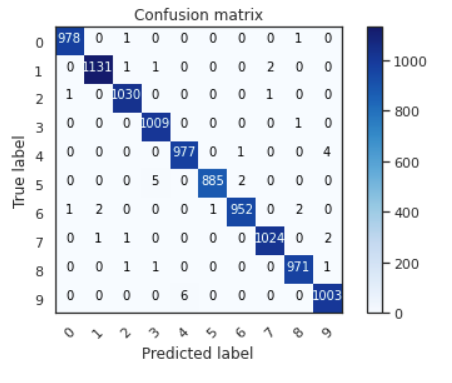 Confusion matrix
True label
0 978 0 1 0 0 0 0 0 1 0
1 0 1131 1 1 0 0 0 2 0 0
2 1 0 1030 0 0 0 0 1 0 0
3 0 0 0 1009 0 0 0 0 1 0
4 0 0 0 0 977 0 1 0 0 4
5 0 0 0 5 0 885 2 0 0 0
6 1 2 0 0 0 1 952 0 2 0
7 0 1 1 0 0 0 0 1024 0 2
8 0 0 1 1 0 0 0 0 971 1
9 0 0 0 0 6 0 0 0 0 1003
0 1 2 3 4 5 6 7 8 9
Predicted label
1000
800
600
400
200
0